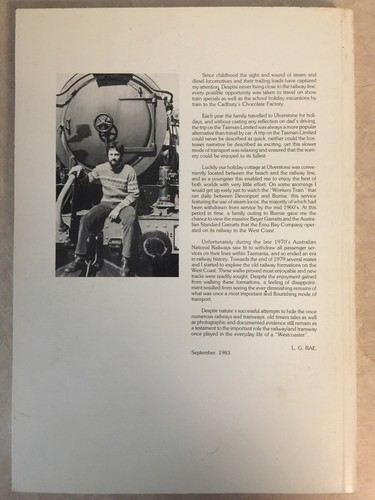 Since childhood the sight and sound of steam and
diesel locomotives and their trailing loads have captured
my attention. Despite never living close to the railway line,
every possible opportunity was taken to travel on show
train specials as well as the school holiday excursions by
train to the Cadbury's Chocolate Factory.
Each year the family travelled to Ulverstone for holi-
days, and without casting any reflection on dad's driving,
the trip on the Tasman Limited was always a more popular
alternative than travel by car. A trip on the Tasman Limited
could never be described as quick, neither could the hos-
tesses narrative be described as exciting, yet this slower
mode of transport was relaxing and ensured that the scen-
ery could be enjoyed to its fullest.
Luckily our holiday cottage at Ulverstone was conve-
niently located between the beach and the railway line,
and as a youngster this enabled me to enjoy the best of
both worlds with very little effort. On some mornings I
would get up early just to watch the "Workers Train" that
ran daily between Devonport and Burnie, this service
featuring the use of steam locos, the majority of which had
been withdrawn from service by the mid 1960's. At this
period in time, a family outing to Burnie gave me the
chance to view the massive Beyer Garratts and the Austra-
lian Standard Garratts that the Emu Bay Company oper-
ated on its railway to the West Coast.
Unfortunately during the late 1970's Australian
National Railways saw fit to withdraw all passenger ser-
vices on their lines within Tasmania, and so ended an era
in railway history. Towards the end of 1979 several mates
and I started to explore the old railway formations on the
West Coast. These walks proved most enjoyable and new
tracks were readily sought. Despite the enjoyment gained
from walking these formations, a feeling of disappoint-
ment resulted from seeing the ever diminishing remains of
what was once a most important and flourishing mode of
transport.
Despite nature's successful attempts to hide the once
numerous railways and tramways, old timers tales as well
as photographic and documented evidence still remain as
a testament to the important role the railway/and tramway
once played in the everyday life of a "Westcoaster"
L. G. RAE.
September, 1983.